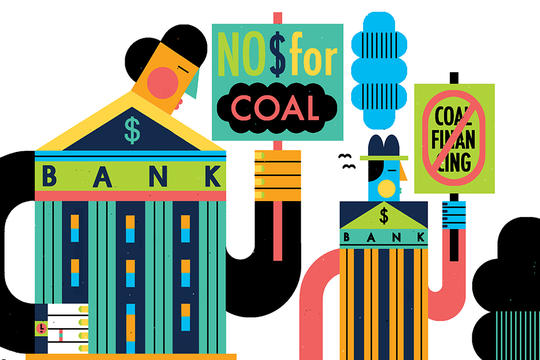 NO$for
COAL
$
BANK
COAL
FINAN
CING
$
BANK